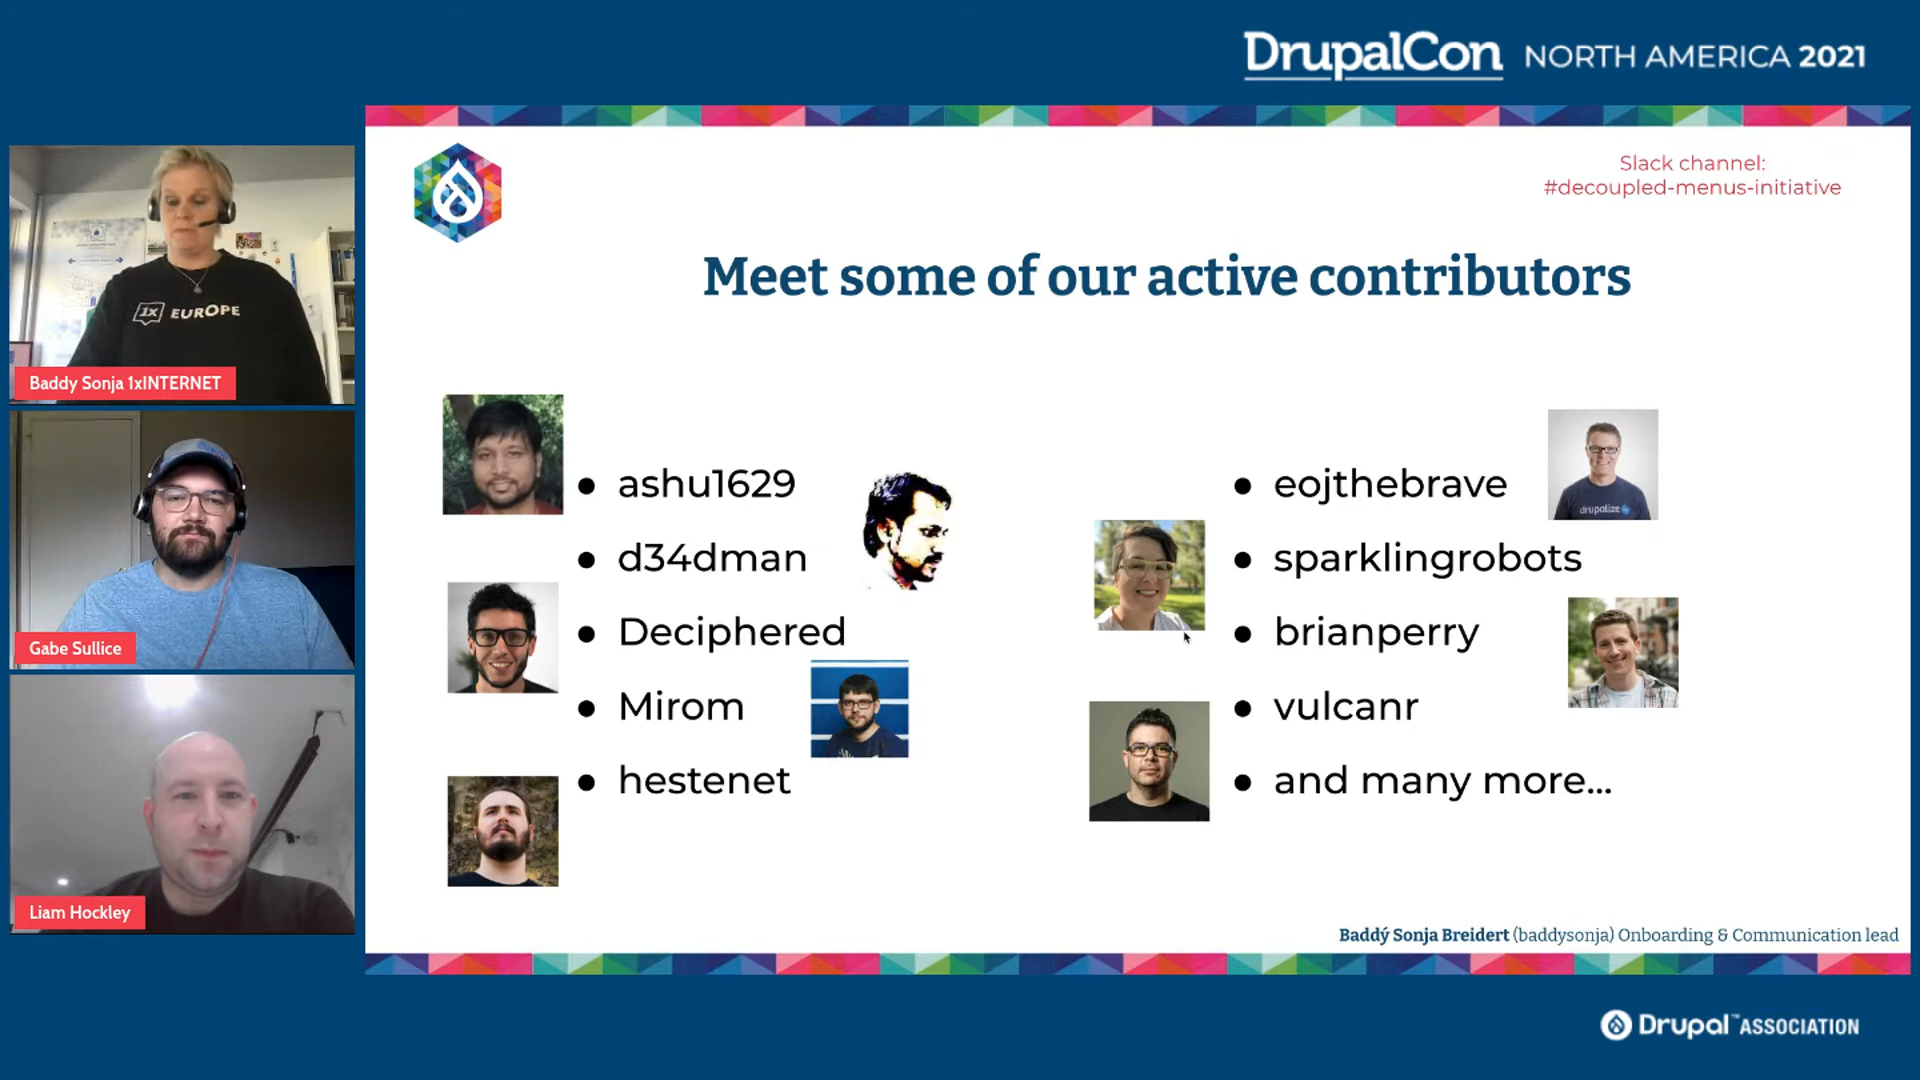 DrupalCon NORTH AMERICA 2021
Slack channel:
#decoupled-menus-initiative
Meet some of our active contributors
1x EUROPE
Baddy Sonja 1xINTERNET
Gabe Sullice
Liam Hockley
• ashu1629
• d34dman
• Deciphered
• Mirom
• hestenet
• eojthebrave
drupalize
• sparklingrobots
• brianperry
• vulcanr
• and many more...
Baddý Sonja Breidert (baddysonja) Onboarding & Communication lead
Drupal™ ASSOCIATION